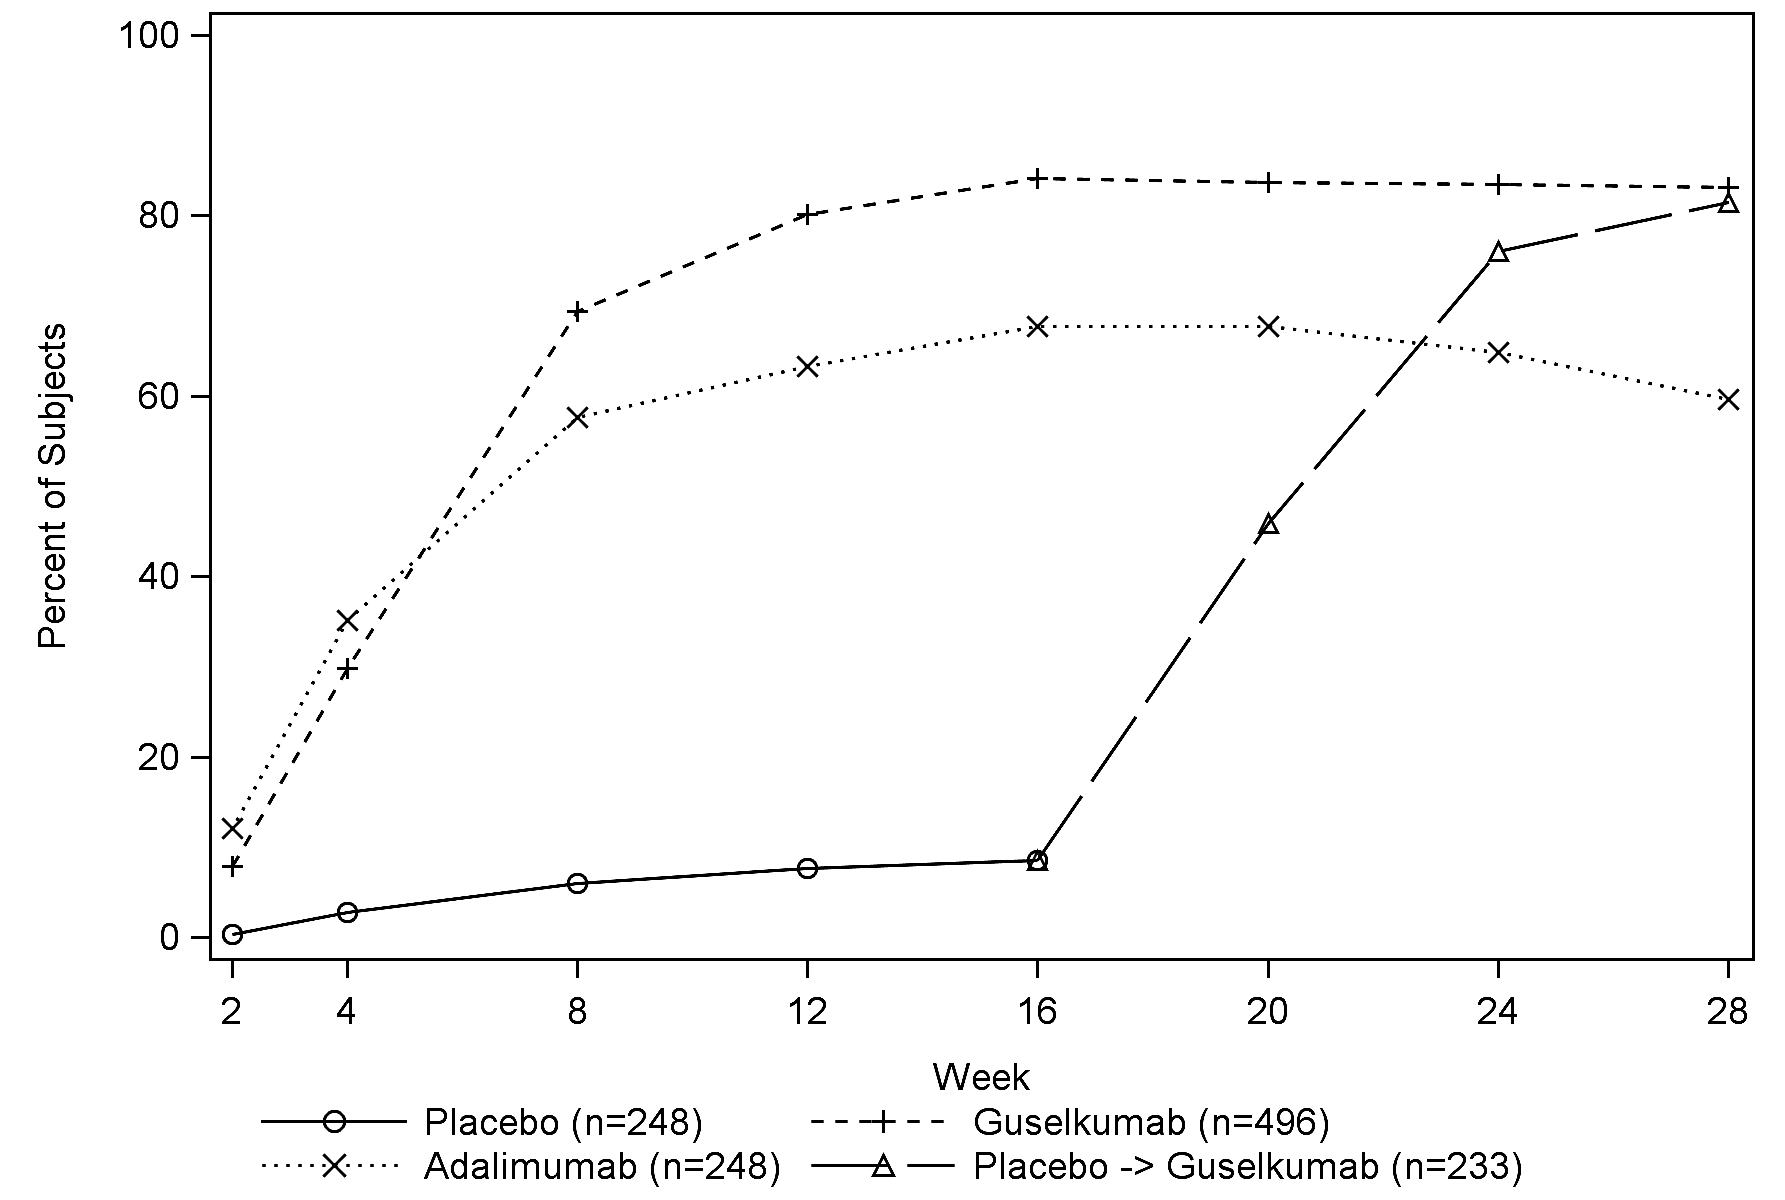 100
80
60
40
20
0
Percent of Subjects
2 4 8 12 16 20 24 28
Week
Placebo (n=248) Guselkumab (n=496)
Adalimumab (n=248) Placebo -> Guselkumab (n=233)